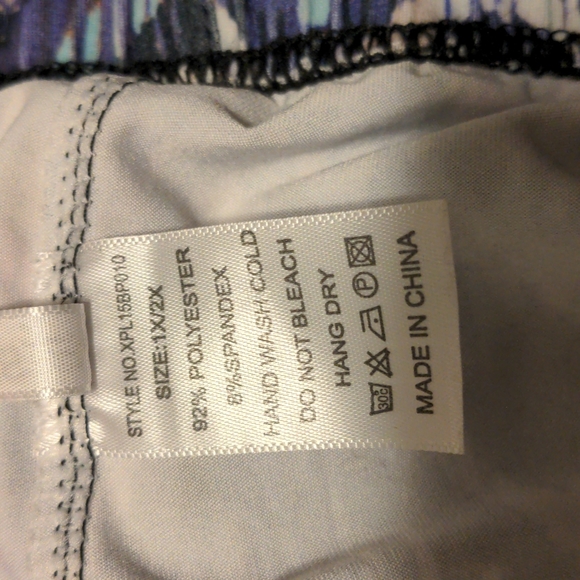 STYLE NO.XPL15BP010
SIZE:1X/2X
92% POLYESTER
8%SPANDEX
HAND WASH COLD
DO NOT BLEACH
HANG DRY
30c P
MADE IN CHINA